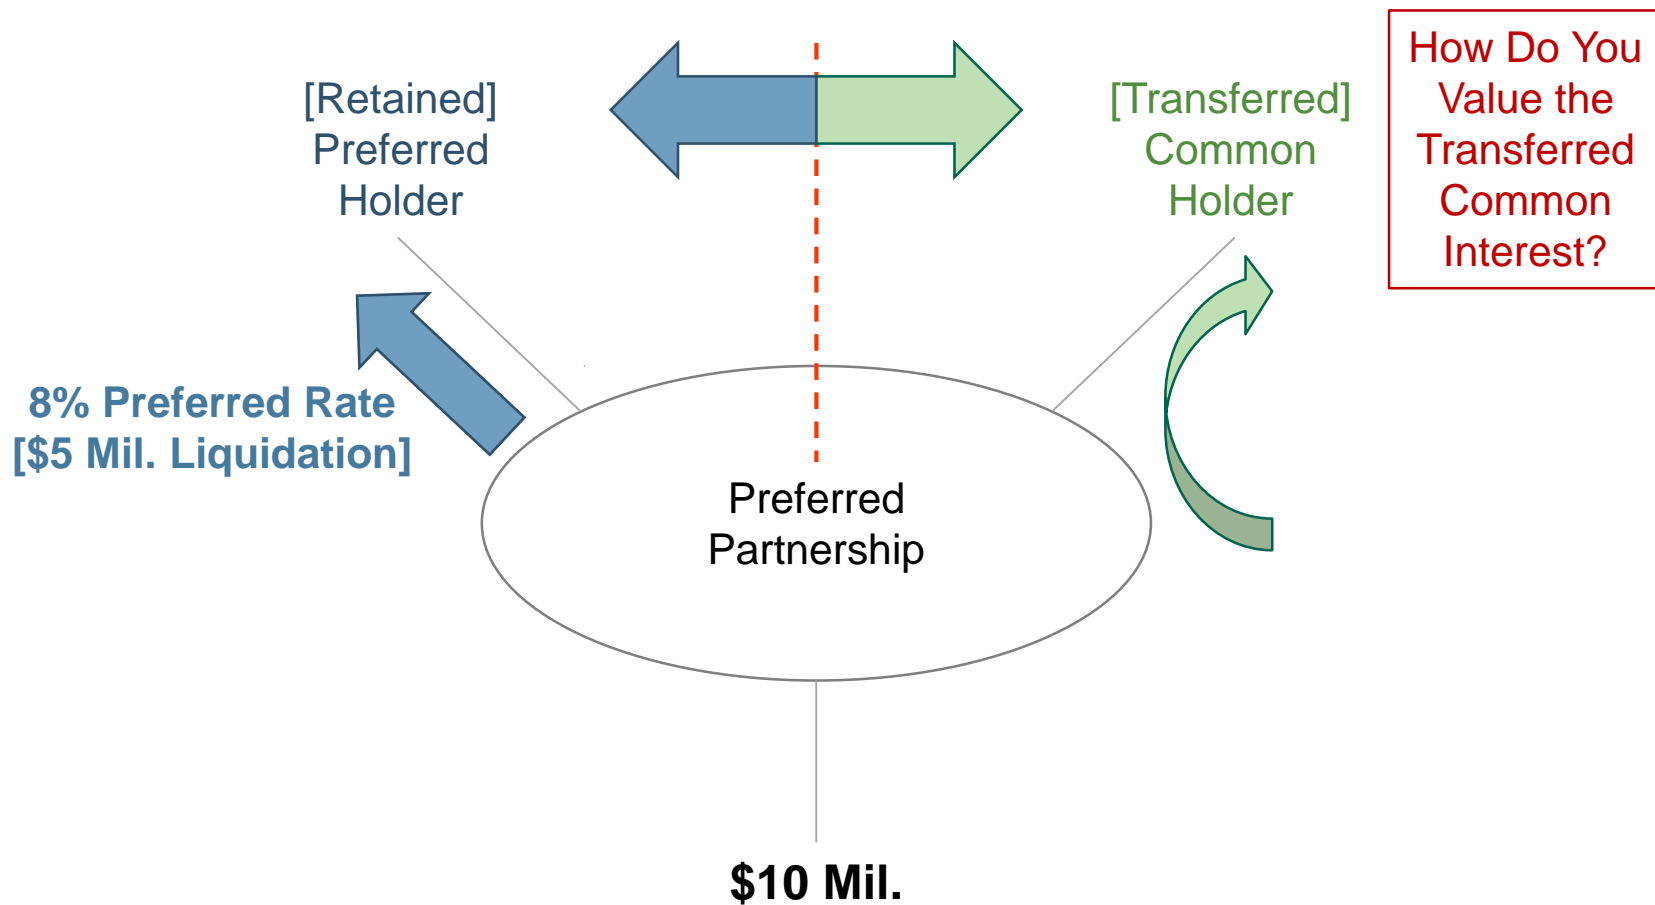 [Retained]
Preferred
Holder
[Transferred]
Common
Holder
How Do You
Value the
Transferred
Common
Interest?
8% Preferred Rate
[$5 Mil. Liquidation]
Preferred
Partnership
$10 Mil.